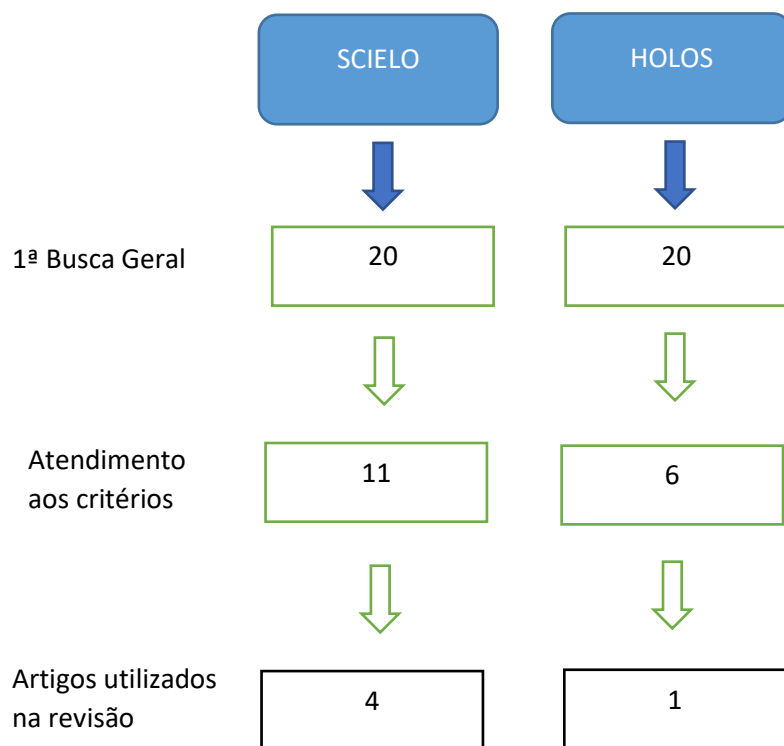 SCIELO
HOLOS
1ª Busca Geral
20
20
Atendimento
aos critérios
11
6
Artigos utilizados
na revisão
4
1